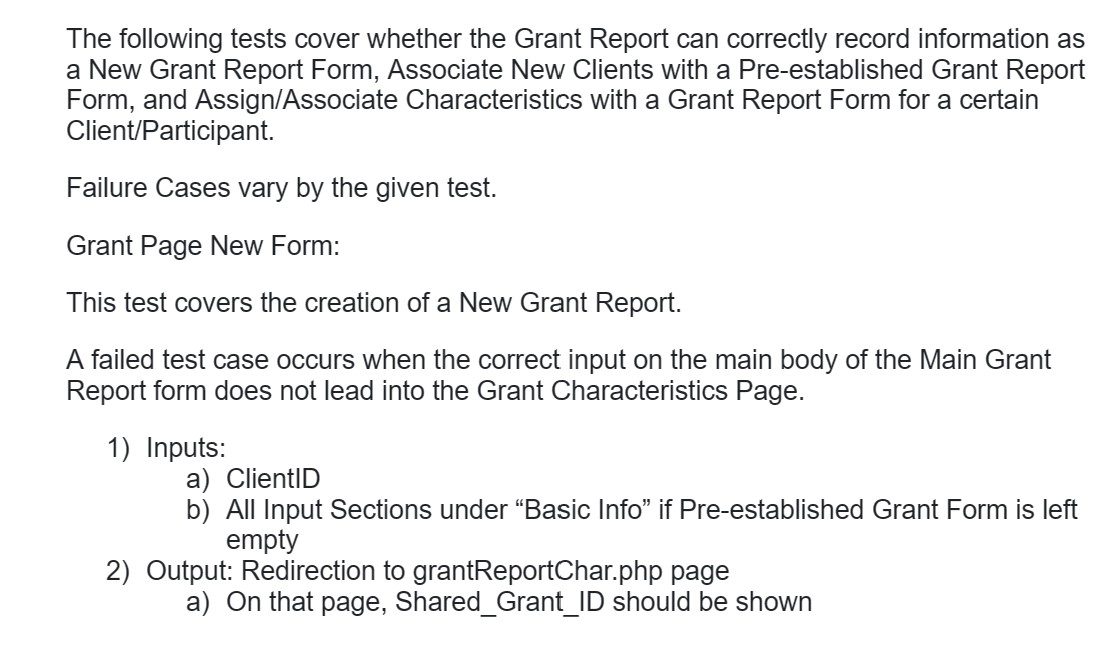 The following tests cover whether the Grant Report can correctly record information as
a New Grant Report Form, Associate New Clients with a Pre-established Grant Report
Form, and Assign/Associate Characteristics with a Grant Report Form for a certain
Client/Participant.
Failure Cases vary by the given test.
Grant Page New Form:
This test covers the creation of a New Grant Report.
A failed test case occurs when the correct input on the main body of the Main Grant
Report form does not lead into the Grant Characteristics Page.
1) Inputs:
a) ClientID
b) All Input Sections under “Basic Info” if Pre-established Grant Form is left
empty
2) Output: Redirection to grantReportChar.php page
a) On that page, Shared_Grant_ID should be shown